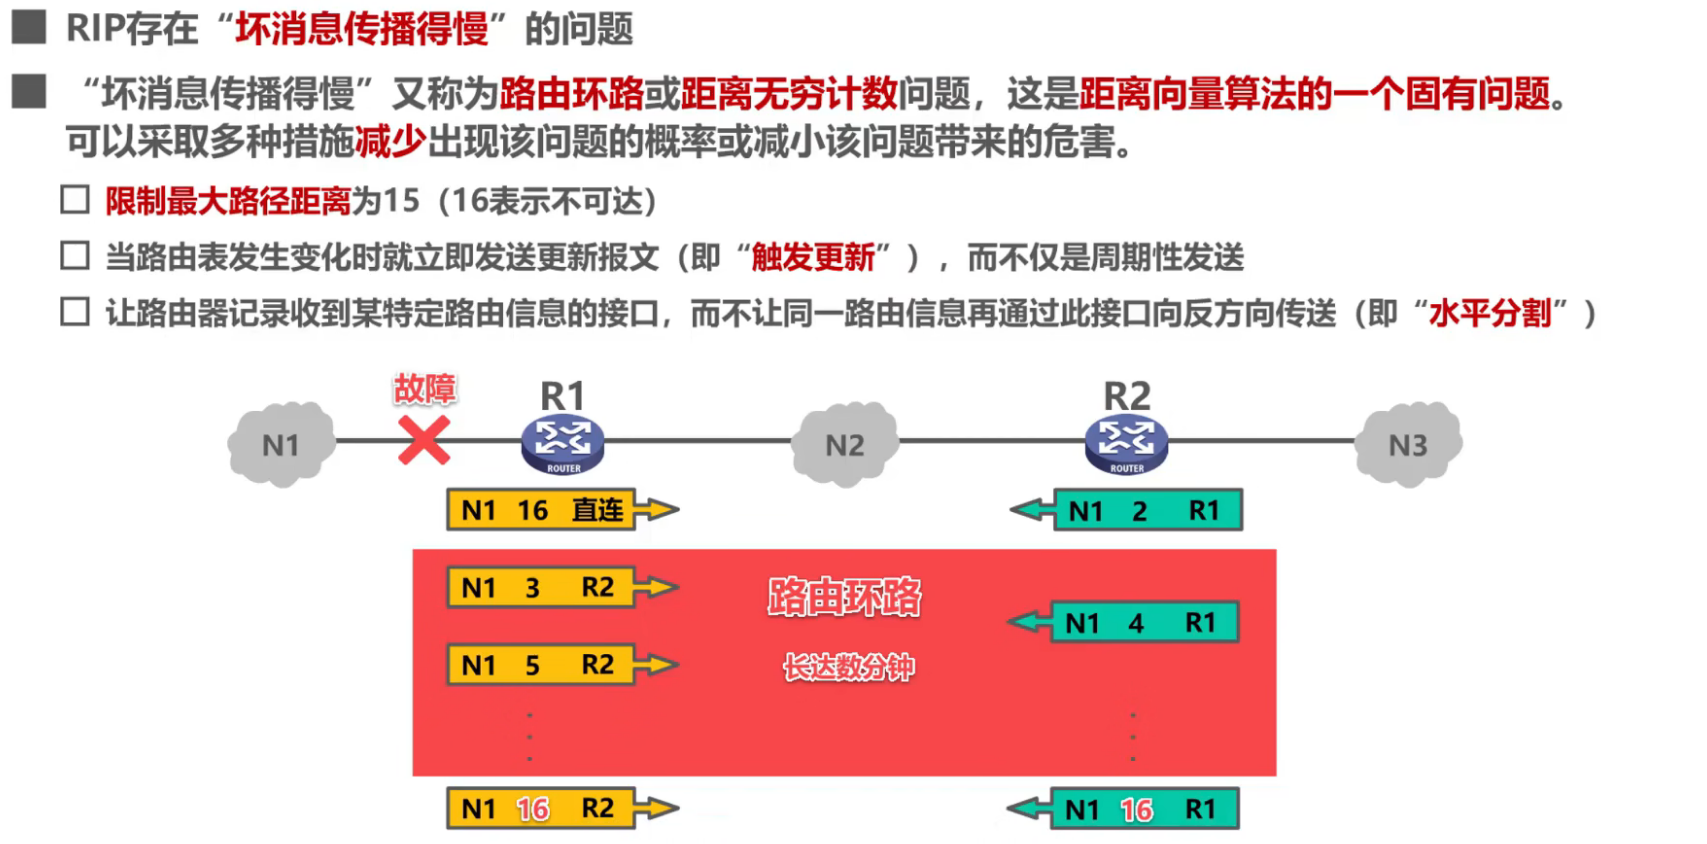 RIP存在“坏消息传播得慢”的问题
“坏消息传播得慢”又称为路由环路或距离无穷计数问题，这是距离向量算法的一个固有问题。
可以采取多种措施减少出现该问题的概率或减小该问题带来的危害。
限制最大路径距离为15（16表示不可达）
当路由表发生变化时就立即发送更新报文（即“触发更新”），而不仅是周期性发送
让路由器记录收到某特定路由信息的接口，而不让同一路由信息再通过此接口向反方向传送（即“水平分割”）
故障 R1 R2
N1 N2 N3
ROUTER ROUTER
N1 16 直连 N1 2 R1
N1 3 R2 路由环路
N1 4 R1
N1 5 R2 长达数分钟
N1 16 R2 N1 16 R1